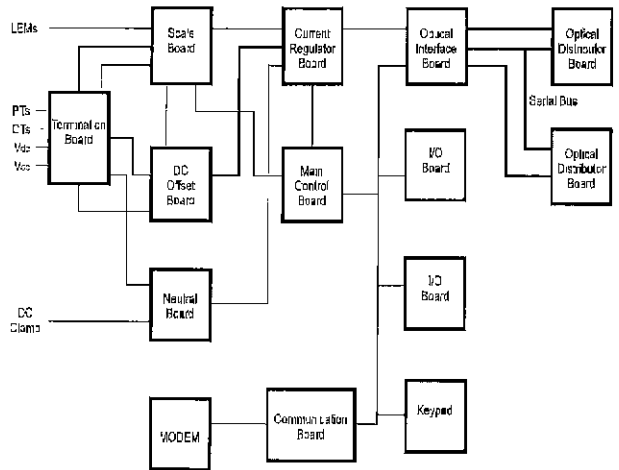 LEMs
Scale
Board
Current
Regulator
Board
Optical
Interface
Board
Optical
Distributor
Board
Serial Bus
PTs
CTs
Vdc
Termination
Board
DC
Offset
Board
Main
Control
Board
I/O
Board
Optical
Distributor
Board
DC
Clamp
Neutral
Board
I/O
Board
MODEM
Communication
Board
Keypad